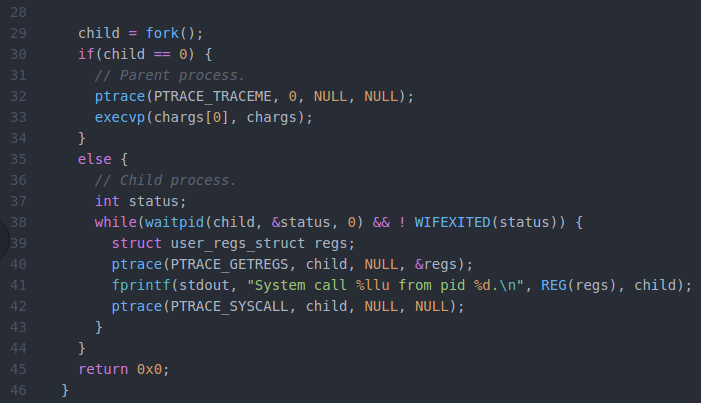 28
29 child = fork();
30 if(child == 0) {
31 // Parent process.
32 ptrace(PTRACE_TRACEME, 0, NULL, NULL);
33 execvp(chargs[0], chargs);
34 }
35 else {
36 // Child process.
37 int status;
38 while(waitpid(child, &status, 0) && ! WIFEXITED(status)) {
39 struct user_regs_struct regs;
40 ptrace(PTRACE_GETREGS, child, NULL, &regs);
41 fprintf(stdout, "System call %llu from pid %d.\n", REG(regs), child);
42 ptrace(PTRACE_SYSCALL, child, NULL, NULL);
43 }
44 }
45 return 0x0;
46 }